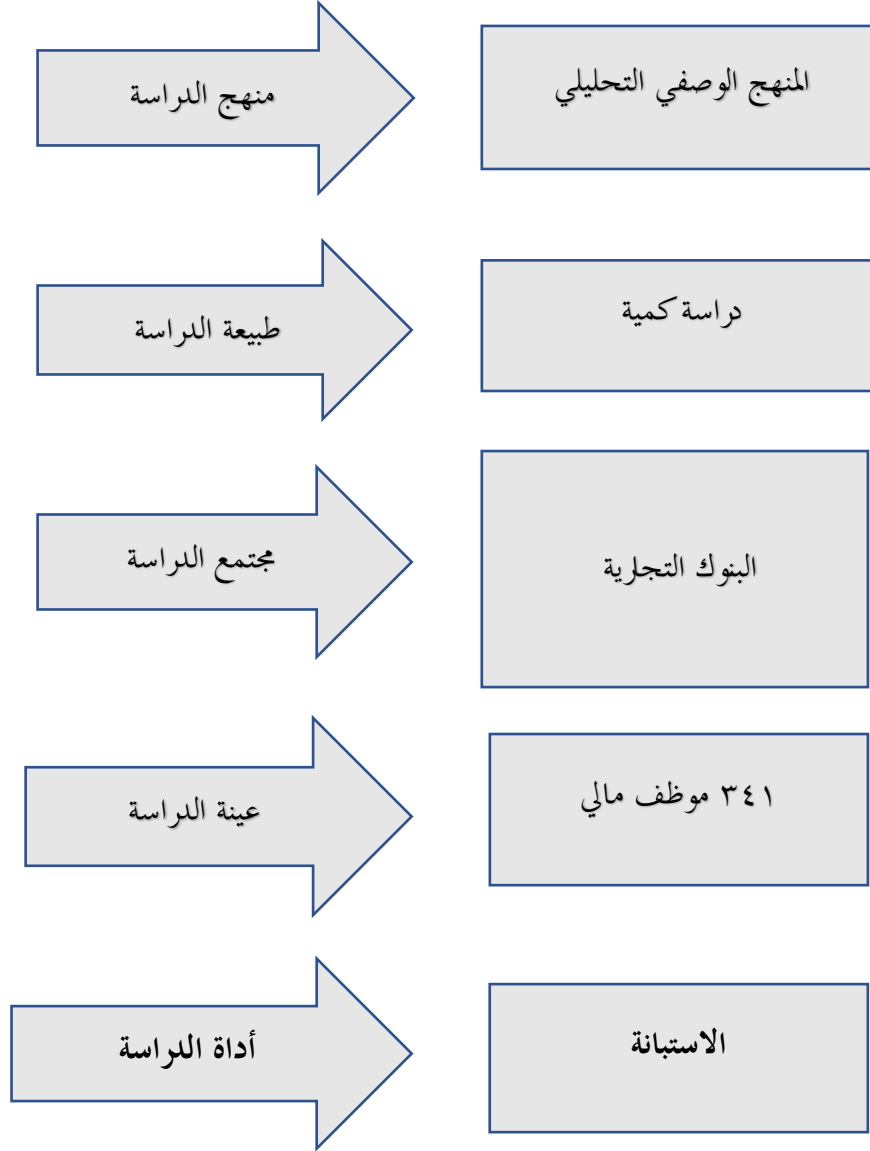 منهج الدراسة
المنهج الوصفي التحليلي
طبيعة الدراسة
دراسة كمية
مجتمع الدراسة
البنوك التجارية
عينة الدراسة
٣٤١ موظف مالي
أداة الدراسة
الاستبانة